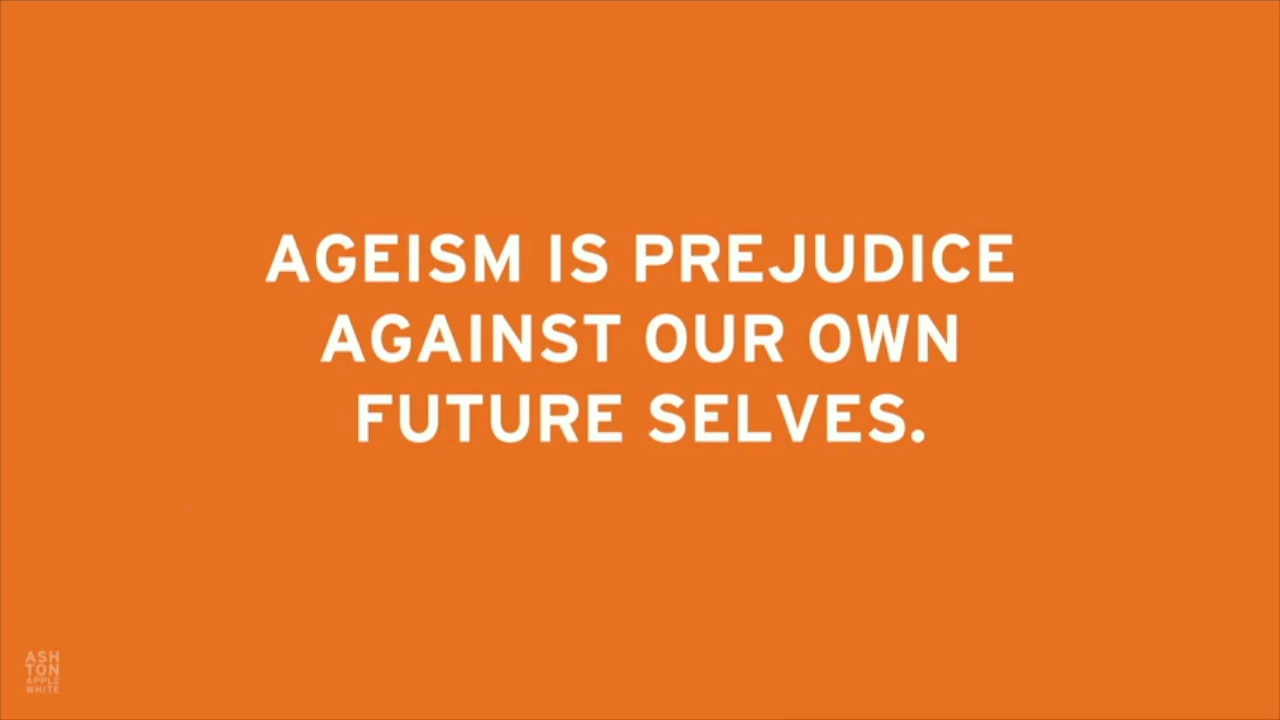 AGEISM IS PREJUDICE
AGAINST OUR OWN
FUTURE SELVES.
ASH
TON
APPLE
WHITE